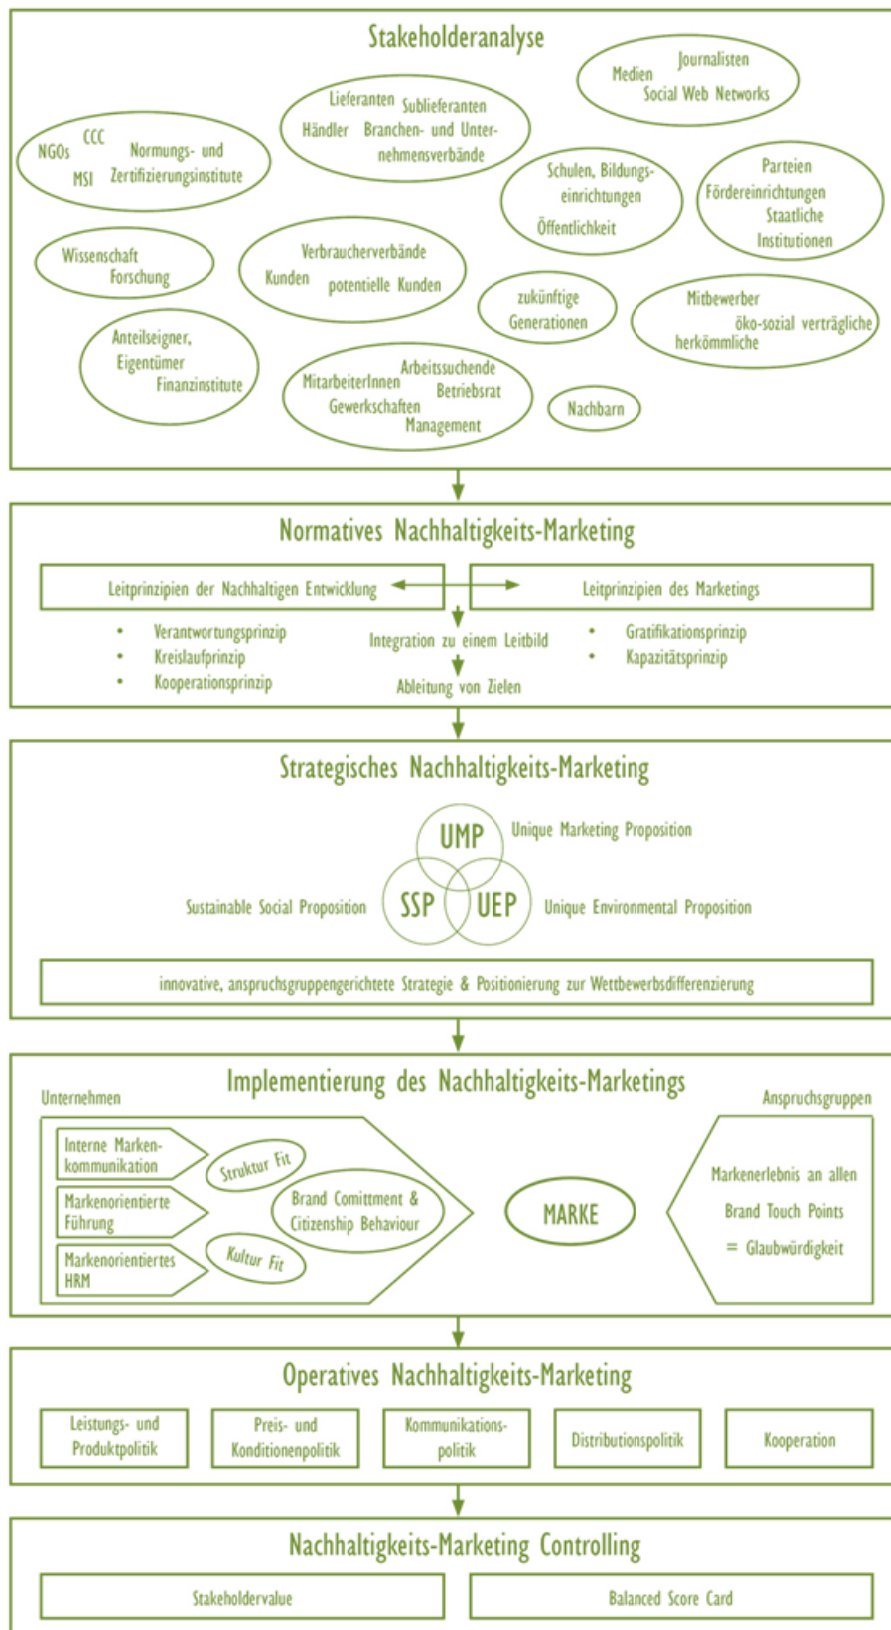 Stakeholderanalyse
Journalisten
Medien
Social Web Networks
Lieferanten
Sublieferanten
Händler
Branchen- und Unter-
nehmensverbände
CCC
NGOs
Normungs- und
MSI
Zertifizierungsinstitute
Schulen, Bildungs-
einrichtungen
Öffentlichkeit
Parteien
Fördereinrichtungen
Staatliche
Institutionen
Wissenschaft
Forschung
Verbraucherverbände
Kunden
potentielle Kunden
zukünftige
Generationen
Mitbewerber
öko-sozial verträgliche
herkömmliche
Anteilseigner,
Eigentümer
Finanzinstitute
Arbeitssuchende
MitarbeiterInnen
Betriebsrat
Gewerkschaften
Management
Nachbarn
Normatives Nachhaltigkeits-Marketing
Leitprinzipien der Nachhaltigen Entwicklung
Leitprinzipien des Marketings
• Verantwortungsprinzip
• Kreislaufprinzip
• Kooperationsprinzip
Integration zu einem Leitbild
Ableitung von Zielen
• Gratifikationsprinzip
• Kapazitätsprinzip
Strategisches Nachhaltigkeits-Marketing
UMP
Unique Marketing Proposition
Sustainable Social Proposition
SSP
UEP
Unique Environmental Proposition
innovative, anspruchsgruppengerichtete Strategie & Positionierung zur Wettbewerbsdifferenzierung
Implementierung des Nachhaltigkeits-Marketings
Unternehmen
Anspruchsgruppen
Interne Marken-
kommunikation
Markenorientierte
Führung
Markenorientiertes
HRM
Struktur Fit
Kultur Fit
Brand Comittment &
Citizenship Behaviour
MARKE
Markenerlebnis an allen
Brand Touch Points
= Glaubwürdigkeit
Operatives Nachhaltigkeits-Marketing
Leistungs- und
Produktpolitik
Preis- und
Konditionenpolitik
Kommunikations-
politik
Distributionspolitik
Kooperation
Nachhaltigkeits-Marketing Controlling
Stakeholdervalue
Balanced Score Card